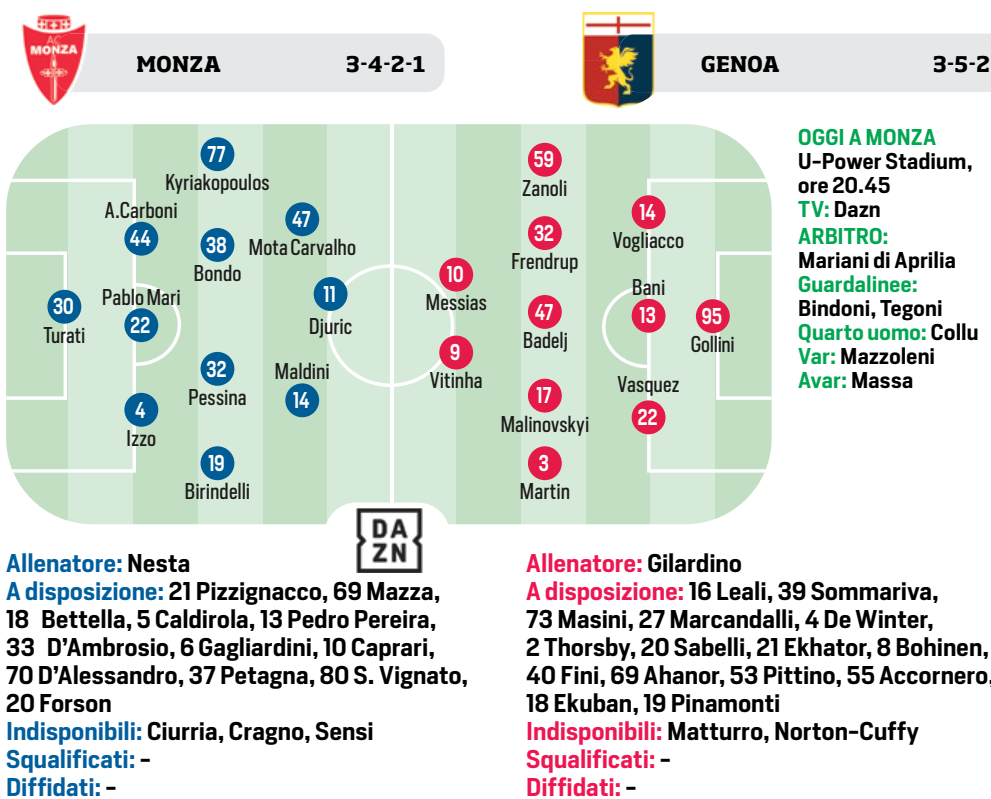 AC
MONZA
MONZA 3-4-2-1
GENOA 3-5-2
77
Kyriakopoulos
A.Carboni
44
47
Mota Carvalho
38
Bondo
30
Turati
Pablo Mari
22
11
Djuric
32
Pessina
Maldini
14
4
Izzo
19
Birindelli
59
Zanoli
14
Vogliacco
32
Frendrup
10
Messias
Bani
13
47
Badelj
95
Gollini
9
Vitinha
Vasquez
22
17
Malinovskyi
3
Martin
OGGI A MONZA
U-Power Stadium,
ore 20.45
TV: Dazn
ARBITRO:
Mariani di Aprilia
Guardalinee:
Bindoni, Tegoni
Quarto uomo: Collu
Var: Mazzoleni
Avar: Massa
DA
ZN
Allenatore: Nesta
A disposizione: 21 Pizzignacco, 69 Mazza,
18 Bettella, 5 Caldirola, 13 Pedro Pereira,
33 D'Ambrosio, 6 Gagliardini, 10 Caprari,
70 D'Alessandro, 37 Petagna, 80 S. Vignato,
20 Forson
Indisponibili: Ciurria, Cragno, Sensi
Squalificati: -
Diffidati: -
Allenatore: Gilardino
A disposizione: 16 Leali, 39 Sommariva,
73 Masini, 27 Marcandalli, 4 De Winter,
2 Thorsby, 20 Sabelli, 21 Ekhator, 8 Bohinen,
40 Fini, 69 Ahanor, 53 Pittino, 55 Accornero,
18 Ekuban, 19 Pinamonti
Indisponibili: Matturro, Norton-Cuffy
Squalificati: -
Diffidati: -